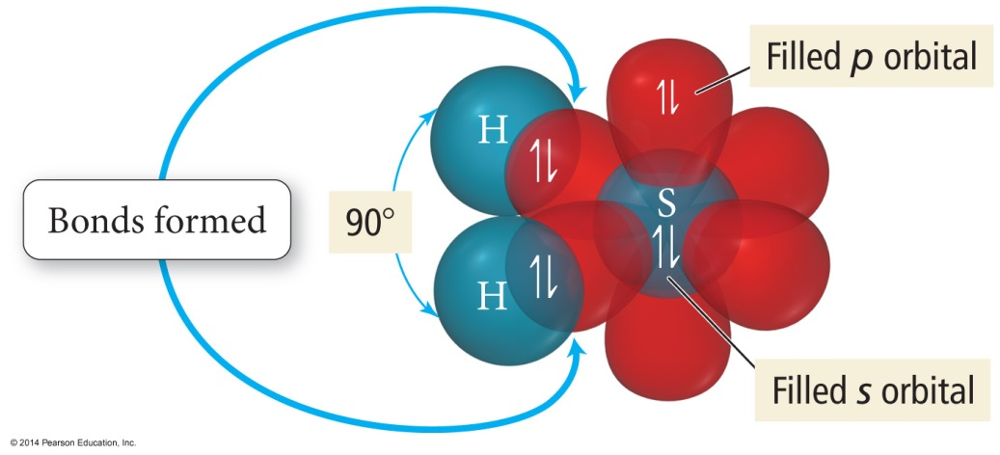 Filled p orbital
H
S
Bonds formed
90°
H
Filled s orbital
© 2014 Pearson Education, Inc.